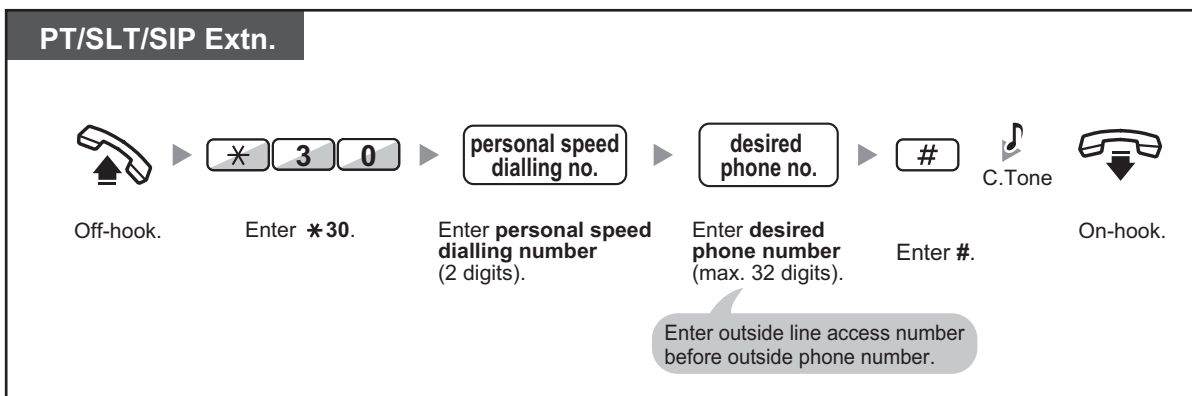 PT/SLT/SIP Extn.
✳ 3 0
personal speed
dialling no.
desired
phone no.
#
C.Tone
Off-hook.
Enter ✳30.
Enter personal speed
dialling number
(2 digits).
Enter desired
phone number
(max. 32 digits).
Enter #.
On-hook.
Enter outside line access number
before outside phone number.